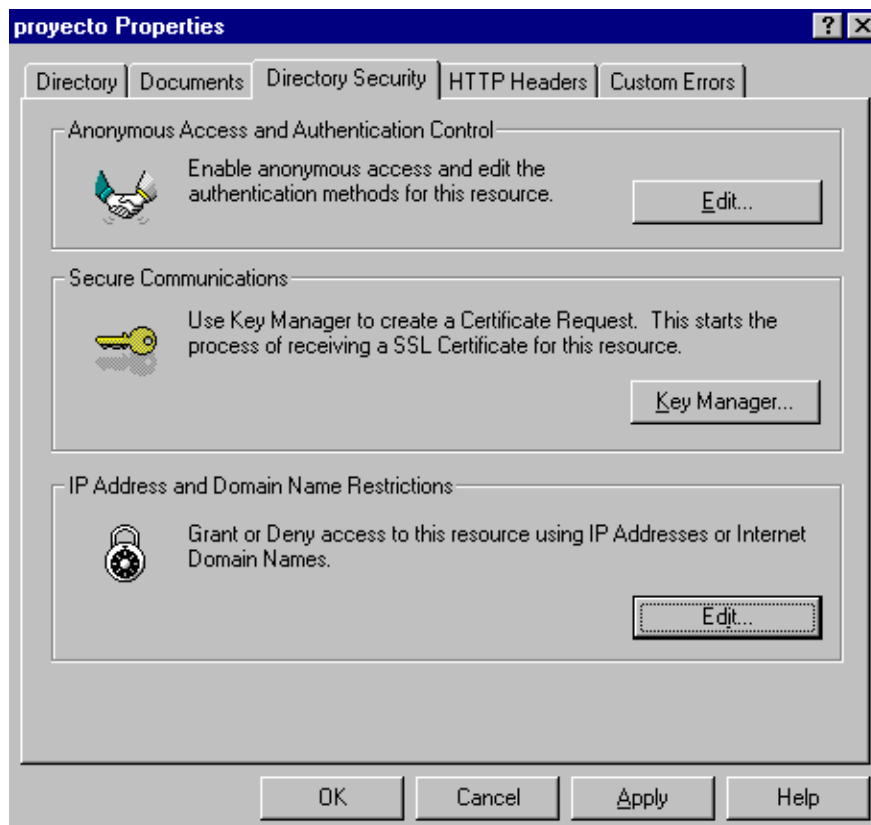 proyecto Properties
Directory Documents Directory Security HTTP Headers Custom Errors
Anonymous Access and Authentication Control
Enable anonymous access and edit the
authentication methods for this resource.
Edit...
Secure Communications
Use Key Manager to create a Certificate Request. This starts the
process of receiving a SSL Certificate for this resource.
Key Manager...
IP Address and Domain Name Restrictions
Grant or Deny access to this resource using IP Addresses or Internet
Domain Names.
Edit...
OK Cancel Apply Help